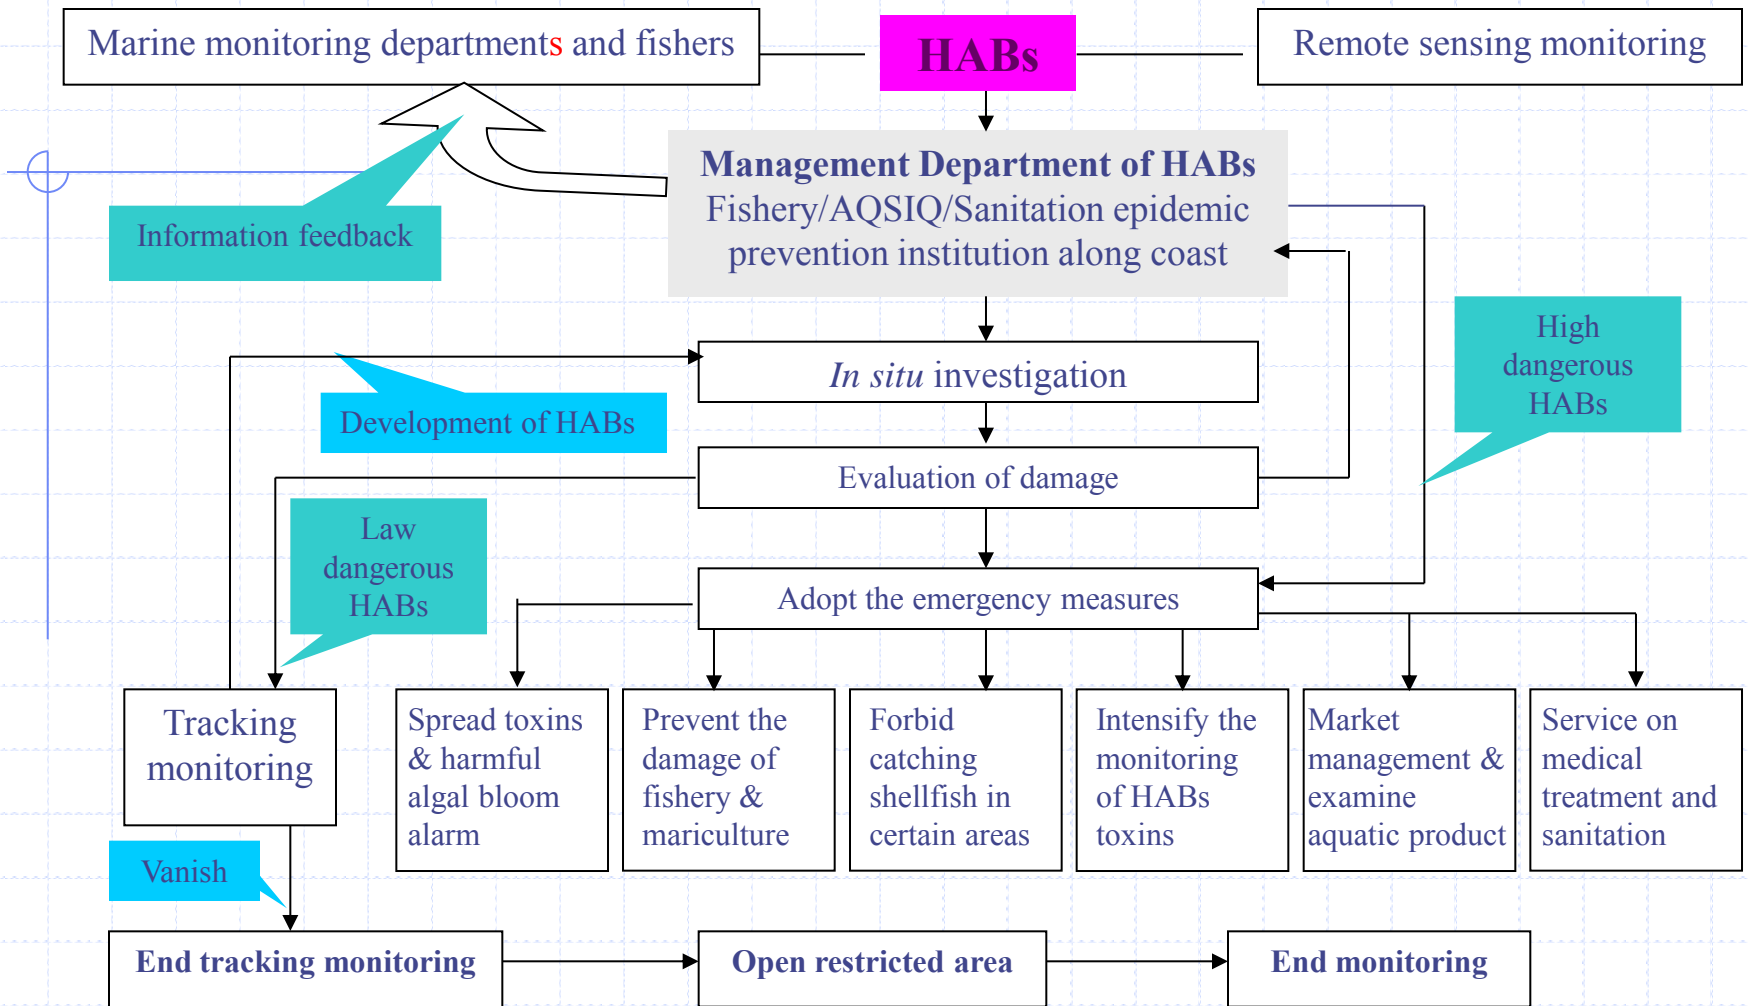 Marine monitoring departments and fishers
HABs
Remote sensing monitoring
Management Department of HABs
Fishery/AQSIQ/Sanitation epidemic
prevention institution along coast
Information feedback
High
dangerous
HABs
In situ investigation
Development of HABs
Evaluation of damage
Law
dangerous
HABs
Adopt the emergency measures
Tracking
monitoring
Spread toxins
& harmful
algal bloom
alarm
Prevent the
damage of
fishery &
mariculture
Forbid
catching
shellfish in
certain areas
Intensify the
monitoring
of HABs
toxins
Market
management &
examine
aquatic product
Service on
medical
treatment and
sanitation
Vanish
End tracking monitoring
Open restricted area
End monitoring